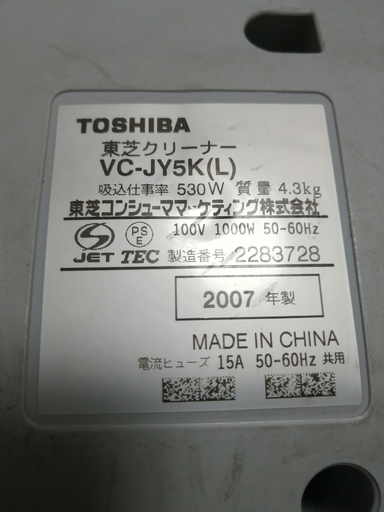 TOSHIBA
東芝クリーナー
VC-JY5K(L)
吸込仕事率 530W 質量 4.3kg
東芝コンシューママーケティング株式会社
S JET PS E TEC 100V 1000W 50-60Hz
製造番号 2283728
2007 年製
MADE IN CHINA
電流ヒューズ 15A 50-60Hz 共用